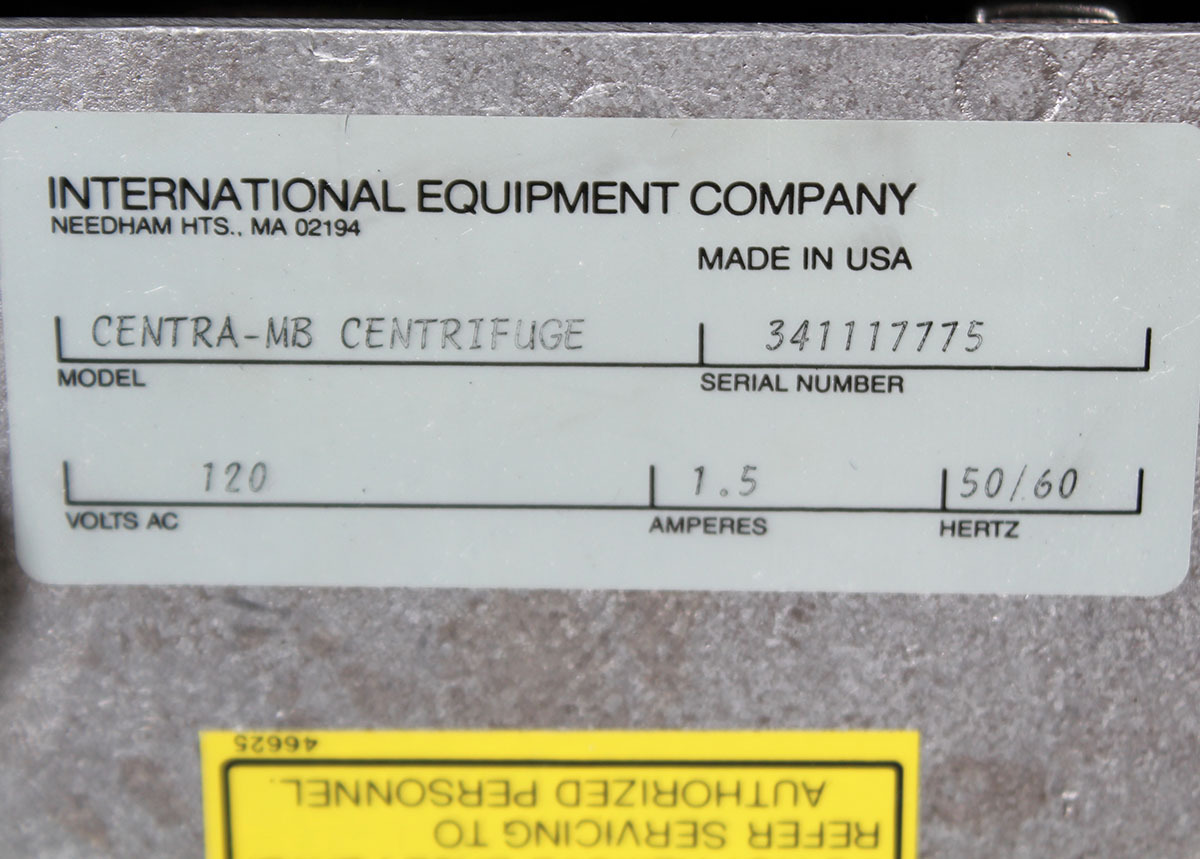 INTERNATIONAL EQUIPMENT COMPANY
NEEDHAM HTS., MA 02194
MADE IN USA
CENTRA-MB CENTRIFUGE 341117775
MODEL SERIAL NUMBER
120 1.5 50/60
VOLTS AC AMPERES HERTZ
REFER SERVICING TO
AUTHORIZED PERSONNEL.
46625